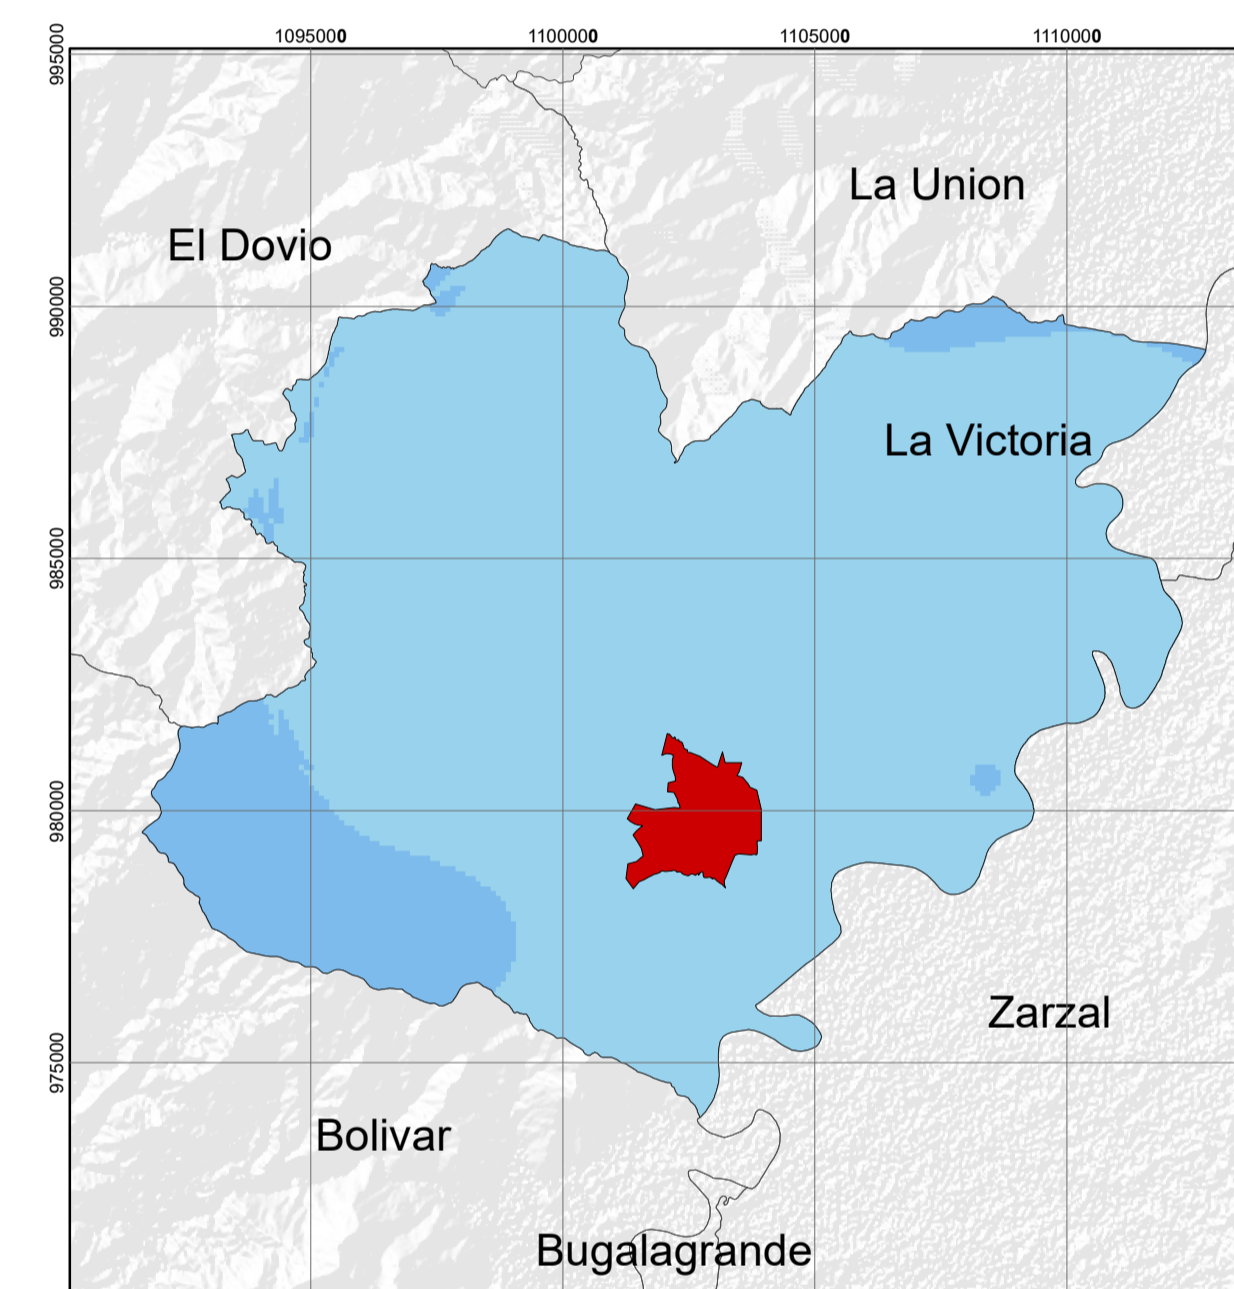 1095000 1100000 1105000 1110000
995000
La Union
El Dovio
990000
La Victoria
985000
980000
Zarzal
975000
Bolivar
Bugalagrande